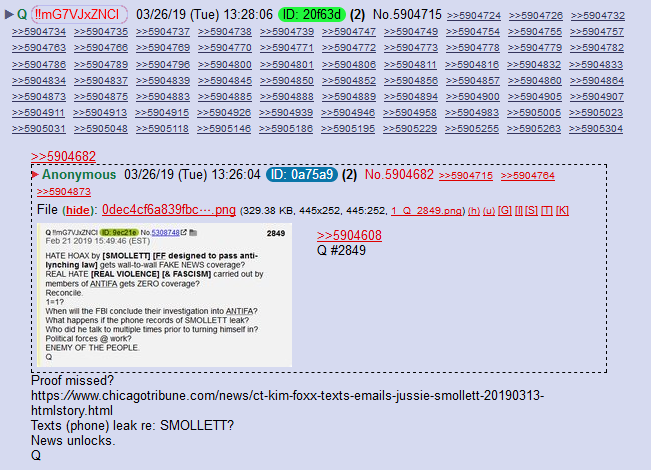 Q !!mG7VJxZNCI 03/26/19 (Tue) 13:28:06 ID: 20f63d (2) No.5904715 >>5904724 >>5904726 >>5904732
>>5904734 >>5904735 >>5904737 >>5904738 >>5904739 >>5904747 >>5904749 >>5904754 >>5904755 >>5904757
>>5904763 >>5904766 >>5904769 >>5904770 >>5904772 >>5904772 >>5904773 >>5904778 >>5904779 >>5904782
>>5904786 >>5904789 >>5904796 >>5904800 >>5904801 >>5904806 >>5904811 >>5904816 >>5904832 >>5904833
>>5904834 >>5904837 >>5904839 >>5904845 >>5904850 >>5904852 >>5904856 >>5904857 >>5904860 >>5904864
>>5904873 >>5904875 >>5904883 >>5904885 >>5904888 >>5904889 >>5904894 >>5904900 >>5904905 >>5904907
>>5904911 >>5904913 >>5904915 >>5904926 >>5904939 >>5904946 >>5904958 >>5904983 >>5905005 >>5905023
>>5905031 >>5905048 >>5905118 >>5905146 >>5905186 >>5905195 >>5905229 >>5905255 >>5905263 >>5905304
>>5904682
Anonymous 03/26/19 (Tue) 13:26:04 ID: 0a75a9 (2) No.5904682 >>5904715 >>5904764
>>5904873
File (hide): 0dec4cf6a839fbc⋯.png (329.38 KB, 445x252, 445:252, 1_Q_2849.png) (h) (u) [G] [I] [S] [T] [K]
Q !!mG7VJxZNCI ID: 9ec21e No.5308748 2849
Feb 21 2019 15:49:46 (EST)
HATE HOAX by [SMOLLETT] [FF designed to pass anti-
lynching law] gets wall-to-wall FAKE NEWS coverage?
REAL HATE [REAL VIOLENCE] [& FASCISM] carried out by
members of ANTIFA gets ZERO coverage?
Reconcile.
1=1?
When will the FBI conclude their investigation into ANTIFA?
What happens if the phone records of SMOLLETT leak?
Who did he talk to multiple times prior to turning himself in?
Political forces @ work?
ENEMY OF THE PEOPLE.
Q
>>5904608
Q #2849
Proof missed?
https://www.chicagotribune.com/news/ct-kim-foxx-texts-emails-jussie-smollett-20190313-
htmlstory.html
Texts (phone) leak re: SMOLLETT?
News unlocks.
Q